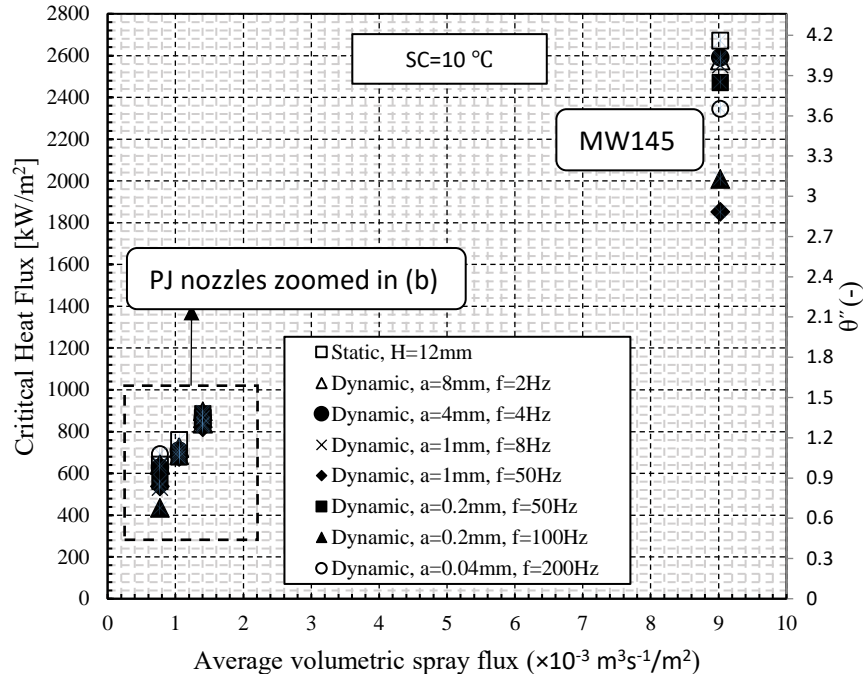 2800
2600
2400
2200
2000
1800
1600
1400
1200
1000
800
600
400
200
0
Crititcal Heat Flux [kW/m²]
SC=10 ℃
MW145
PJ nozzles zoomed in (b)
Static, H=12mm
Dynamic, a=8mm, f=2Hz
Dynamic, a=4mm, f=4Hz
Dynamic, a=1mm, f=8Hz
Dynamic, a=1mm, f=50Hz
Dynamic, a=0.2mm, f=50Hz
Dynamic, a=0.2mm, f=100Hz
Dynamic, a=0.04mm, f=200Hz
4.2
3.9
3.6
3.3
3
2.7
2.4
2.1
1.8
1.5
1.2
0.9
0.6
0.3
0
θ″ (-)
0 1 2 3 4 5 6 7 8 9 10
Average volumetric spray flux (×10⁻³ m³s⁻¹/m²)